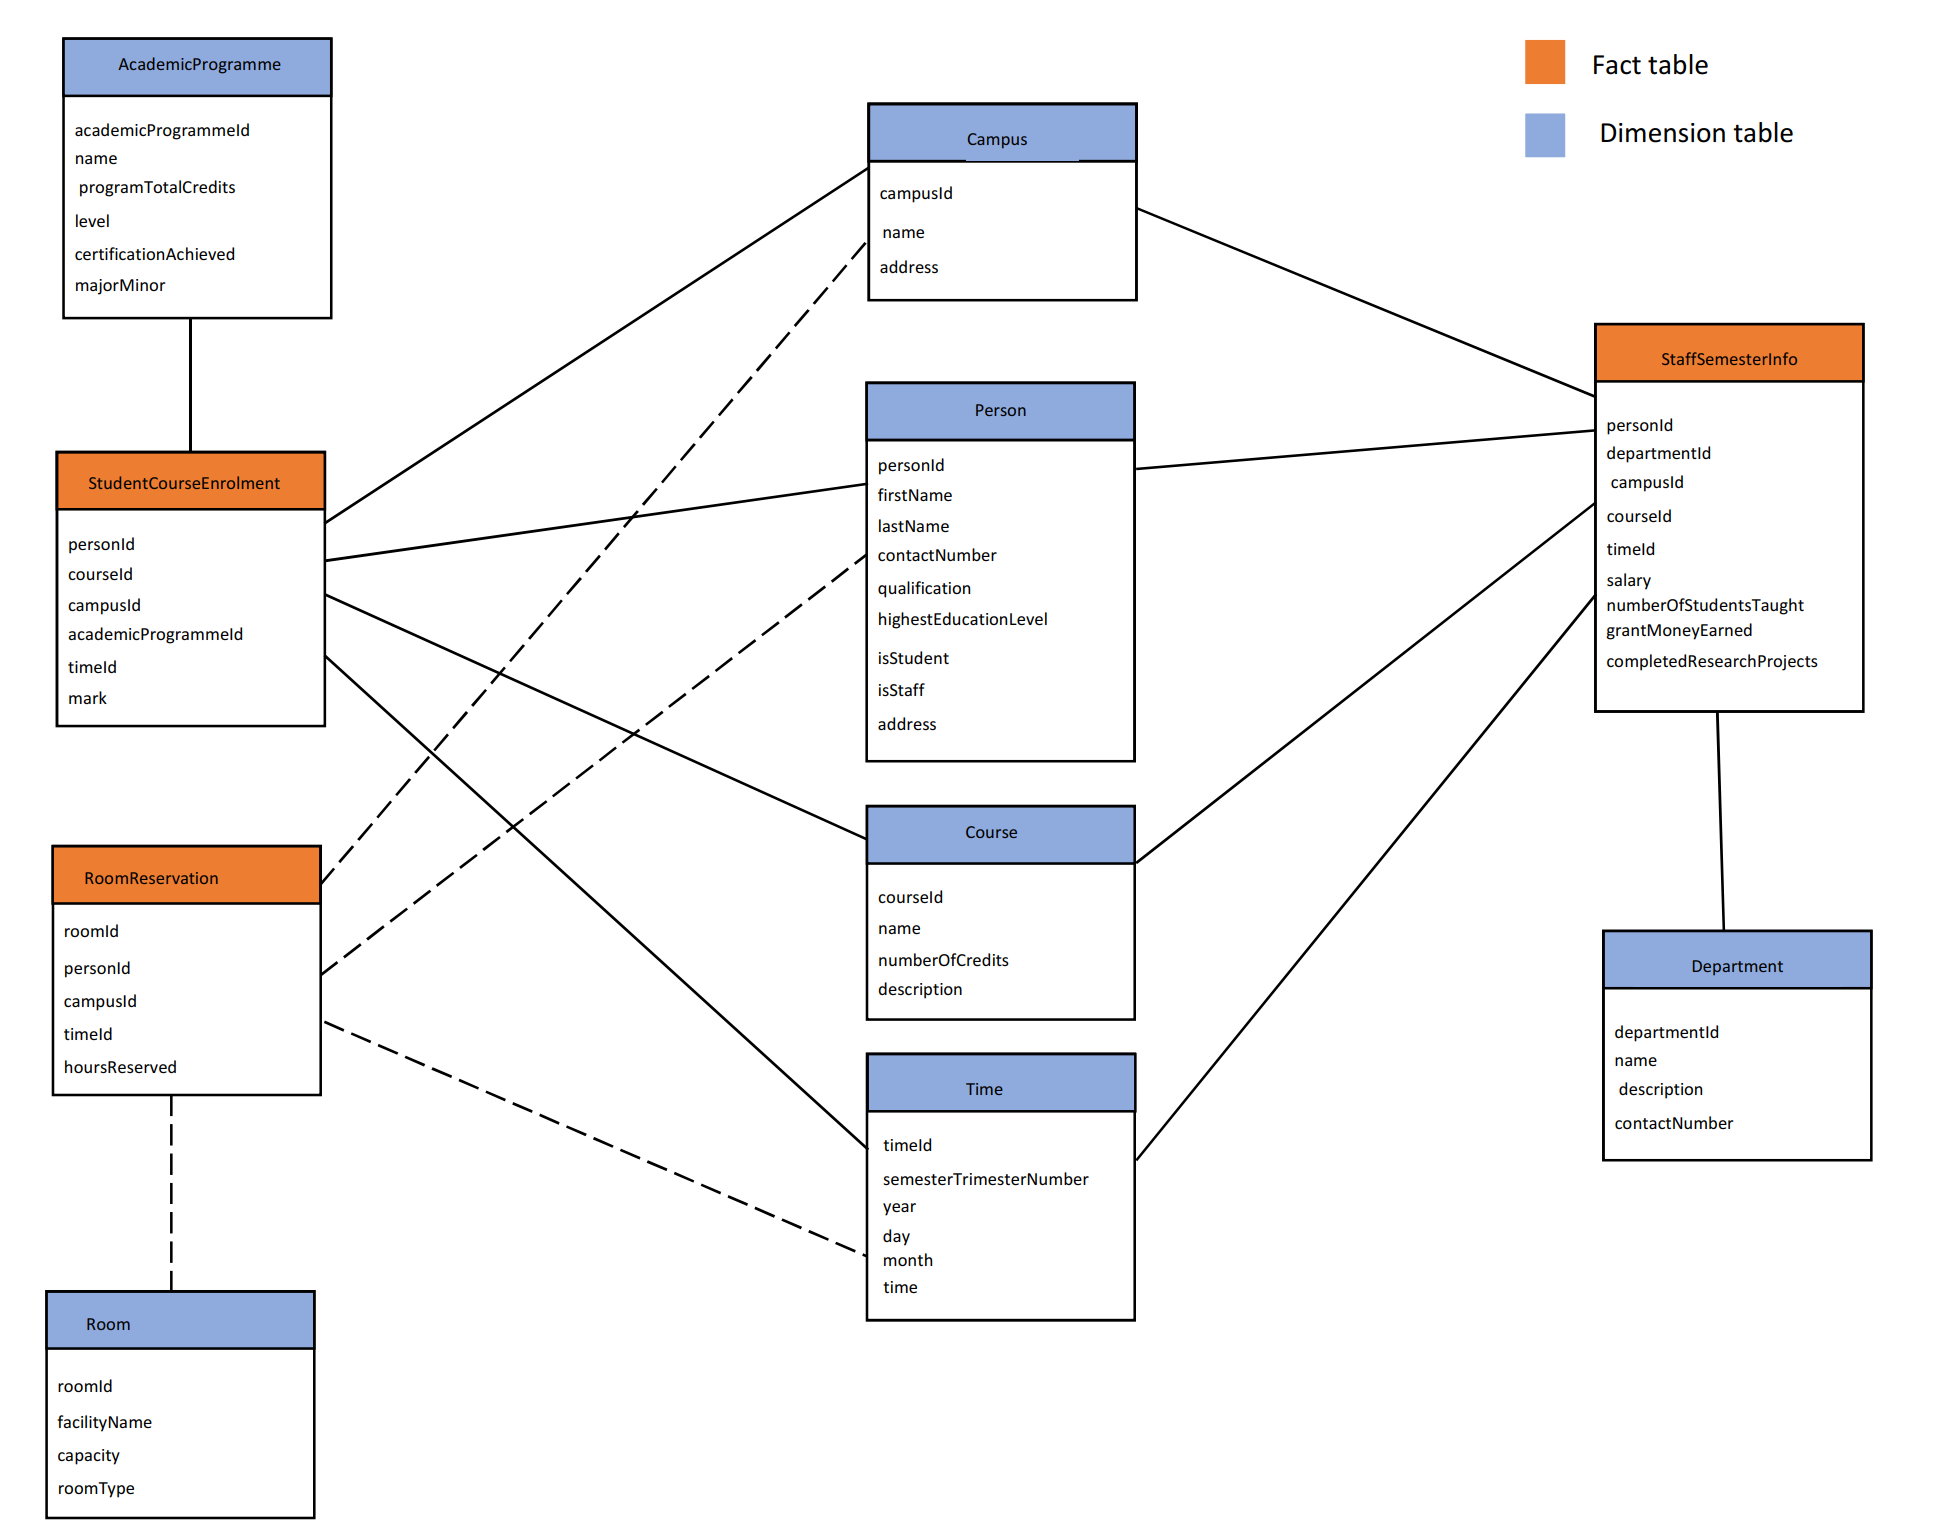 AcademicProgramme
academicProgrammeId
name
programTotalCredits
level
certificationAchieved
majorMinor
Fact table
Dimension table
Campus
campusId
name
address
StaffSemesterInfo
personId
departmentId
campusId
courseId
timeId
salary
numberOfStudentsTaught
grantMoneyEarned
completedResearchProjects
Person
personId
firstName
lastName
contactNumber
qualification
highestEducationLevel
isStudent
isStaff
address
StudentCourseEnrolment
personId
courseId
campusId
academicProgrammeId
timeId
mark
Course
courseId
name
numberOfCredits
description
RoomReservation
roomId
personId
campusId
timeId
hoursReserved
Department
departmentId
name
description
contactNumber
Time
timeId
semesterTrimesterNumber
year
day
month
time
Room
roomId
facilityName
capacity
roomType